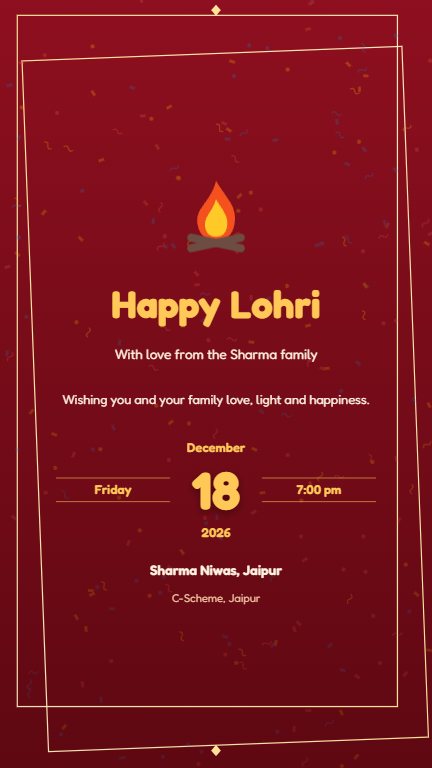 Happy Lohri
With love from the Sharma family
Wishing you and your family love, light and happiness.
December
Friday 18 7:00 pm
2026
Sharma Niwas, Jaipur
C-Scheme, Jaipur